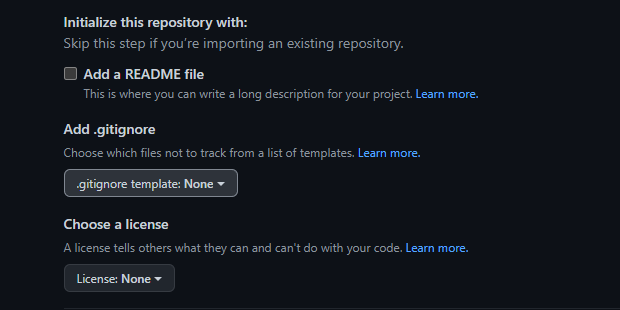 Initialize this repository with:
Skip this step if you're importing an existing repository.
Add a README file
This is where you can write a long description for your project. Learn more.
Add .gitignore
Choose which files not to track from a list of templates. Learn more.
.gitignore template: None
Choose a license
A license tells others what they can and can't do with your code. Learn more.
License: None